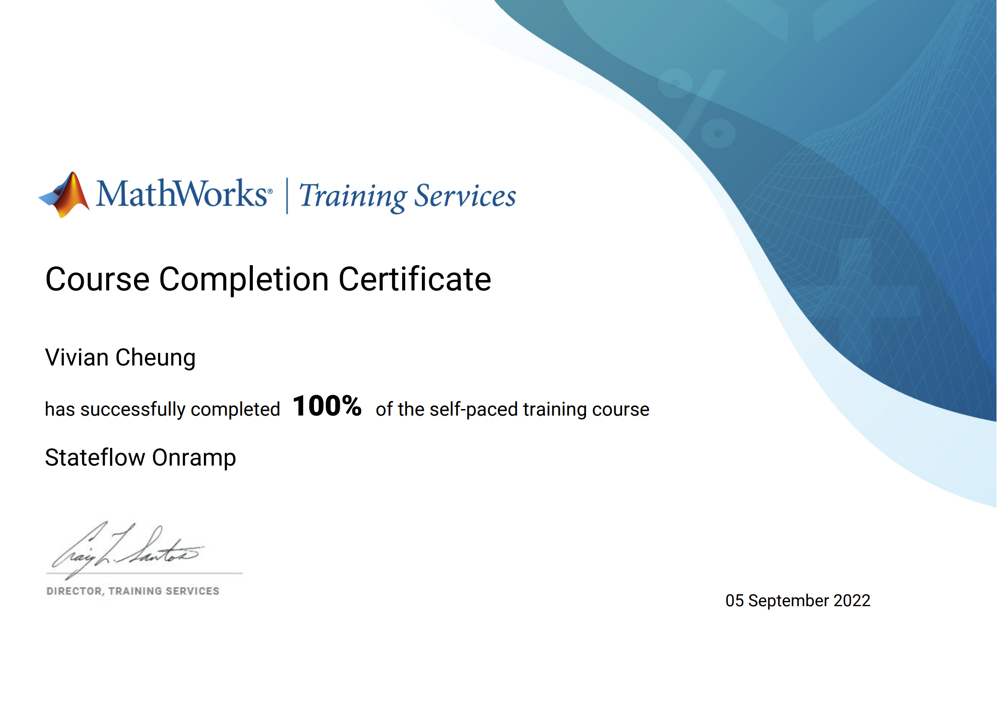 MathWorks® | Training Services
Course Completion Certificate
Vivian Cheung
has successfully completed 100% of the self-paced training course
Stateflow Onramp
Craig L. Santos
DIRECTOR, TRAINING SERVICES
05 September 2022